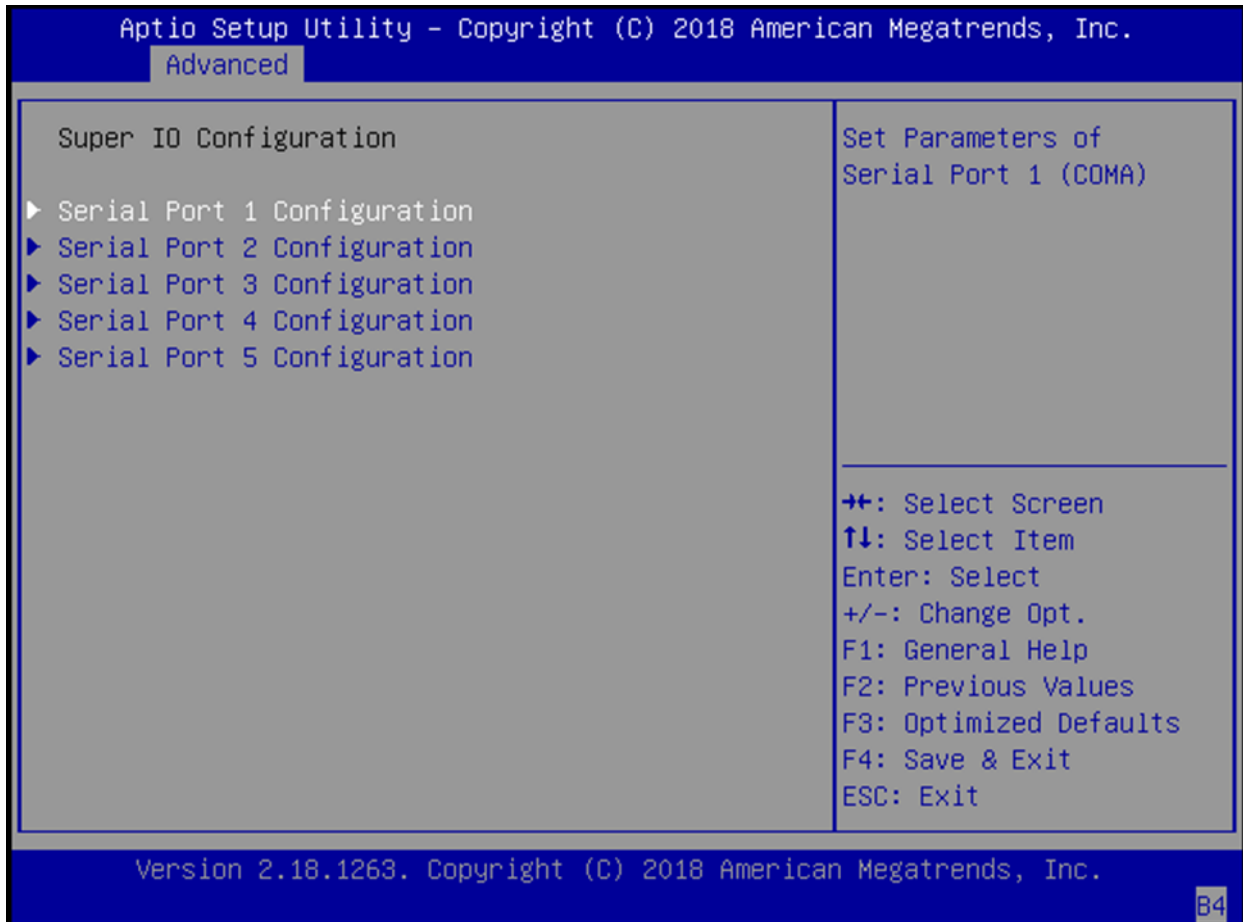 Aptio Setup Utility – Copyright (C) 2018 American Megatrends, Inc.
Advanced
Super IO Configuration
Serial Port 1 Configuration
Serial Port 2 Configuration
Serial Port 3 Configuration
Serial Port 4 Configuration
Serial Port 5 Configuration
Set Parameters of
Serial Port 1 (COMA)
→←: Select Screen
↑↓: Select Item
Enter: Select
+/-: Change Opt.
F1: General Help
F2: Previous Values
F3: Optimized Defaults
F4: Save & Exit
ESC: Exit
Version 2.18.1263. Copyright (C) 2018 American Megatrends, Inc.
B4